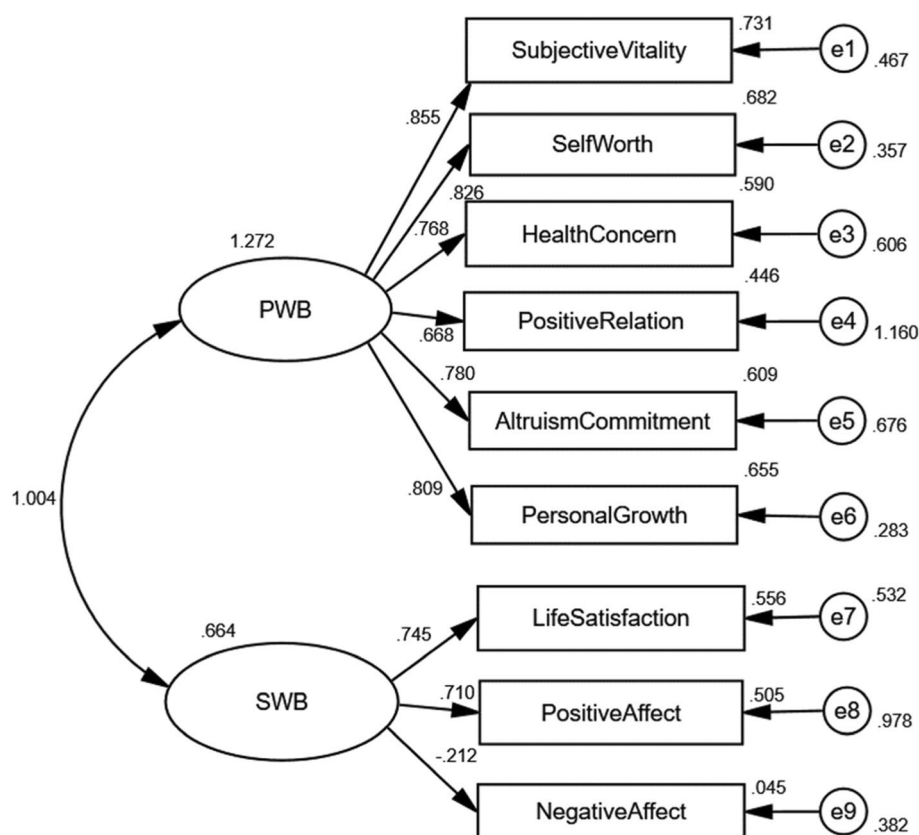 .731
SubjectiveVitality
e1
.467
.855
.682
SelfWorth
e2
.357
.826
.590
.768
HealthConcern
e3
.606
1.272
.446
PWB
PositiveRelation
e4
.668
1.160
.780
.609
AltruismCommitment
e5
.676
.809
.655
PersonalGrowth
e6
.283
1.004
.556
.532
LifeSatisfaction
e7
.664
.745
.505
SWB
.710
PositiveAffect
e8
.978
-.212
.045
NegativeAffect
e9
.382